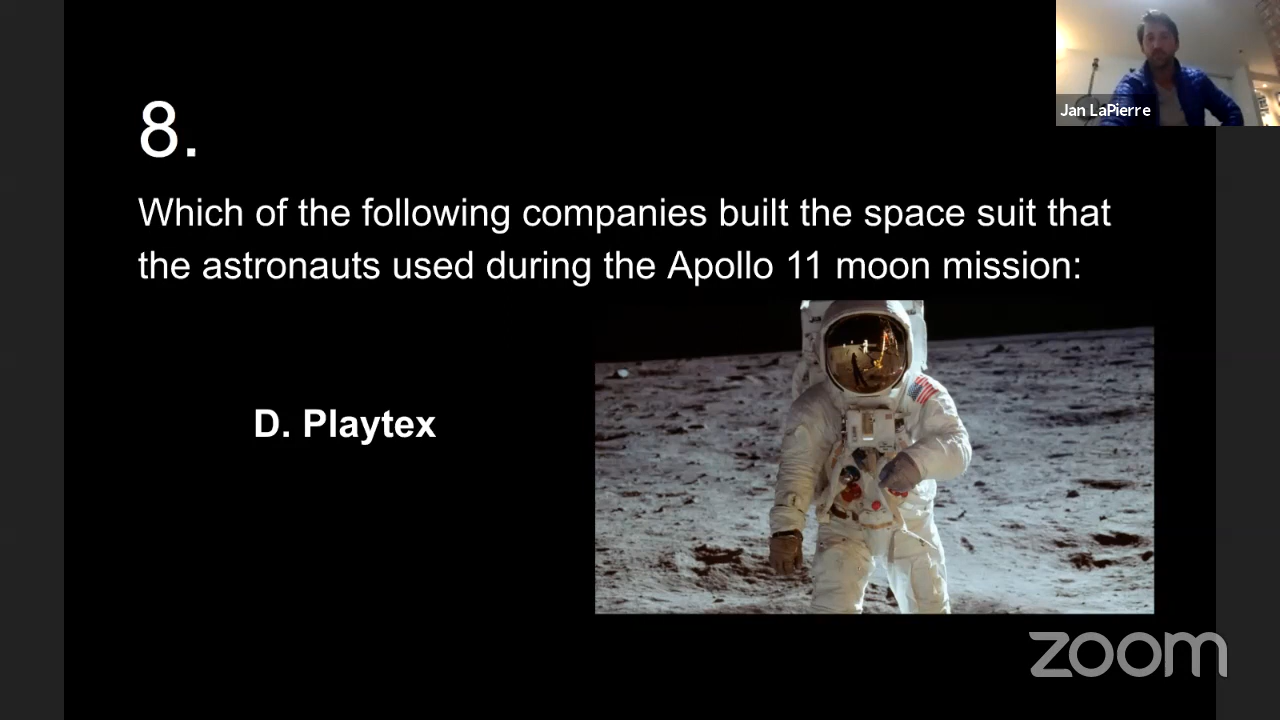 Jan LaPierre
8.
Which of the following companies built the space suit that
the astronauts used during the Apollo 11 moon mission:
D. Playtex
zoom